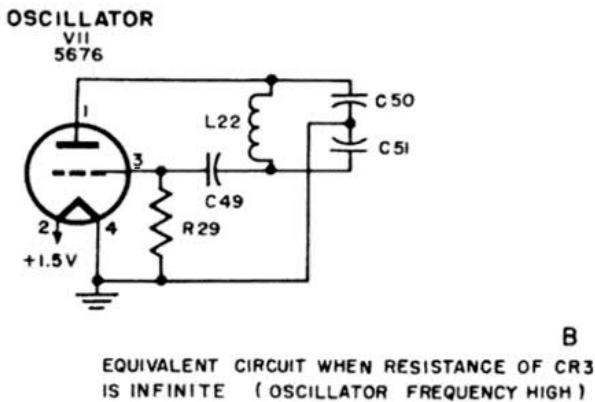 OSCILLATOR
V11
5676
1
C50
L22
C51
3
C49
R29
2
4
+1.5V
B
EQUIVALENT CIRCUIT WHEN RESISTANCE OF CR3
IS INFINITE (OSCILLATOR FREQUENCY HIGH)